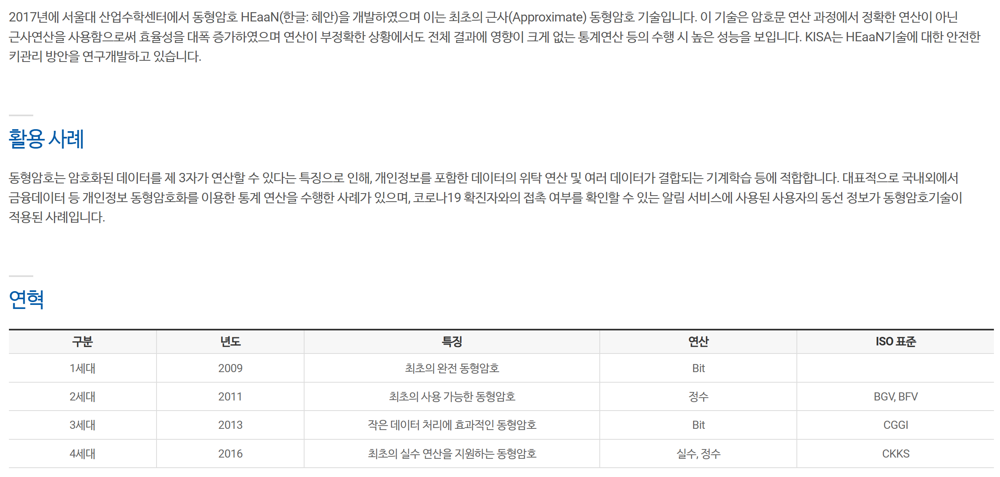 2017년에 서울대 산업수학센터에서 동형암호 HEaaN(한글: 혜안)을 개발하였으며 이는 최초의 근사(Approximate) 동형암호 기술입니다. 이 기술은 암호문 연산 과정에서 정확한 연산이 아닌
근사연산을 사용함으로써 효율성을 대폭 증가하였으며 연산이 부정확한 상황에서도 전체 결과에 영향이 크게 없는 통계연산 등의 수행 시 높은 성능을 보입니다. KISA는 HEaaN기술에 대한 안전한
키관리 방안을 연구개발하고 있습니다.
활용 사례
동형암호는 암호화된 데이터를 제 3자가 연산할 수 있다는 특징으로 인해, 개인정보를 포함한 데이터의 위탁 연산 및 여러 데이터가 결합되는 기계학습 등에 적합합니다. 대표적으로 국내외에서
금융데이터 등 개인정보 동형암호화를 이용한 통계 연산을 수행한 사례가 있으며, 코로나19 확진자와의 접촉 여부를 확인할 수 있는 알림 서비스에 사용된 사용자의 동선 정보가 동형암호기술이
적용된 사례입니다.
연혁
구분 년도 특징 연산 ISO 표준
1세대 2009 최초의 완전 동형암호 Bit
2세대 2011 최초의 사용 가능한 동형암호 정수 BGV, BFV
3세대 2013 작은 데이터 처리에 효과적인 동형암호 Bit CGGI
4세대 2016 최초의 실수 연산을 지원하는 동형암호 실수, 정수 CKKS